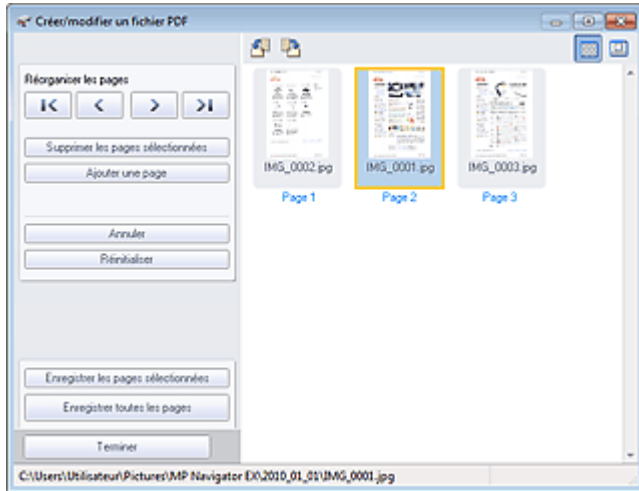 Créer/modifier un fichier PDF
Réorganiser les pages
Supprimer les pages sélectionnées
Ajouter une page
Annuler
Réinitialiser
Enregistrer les pages sélectionnées
Enregistrer toutes les pages
Terminer
IMG_0002.jpg IMG_0001.jpg IMG_0003.jpg
Page 1 Page 2 Page 3
C:\Users\Utilisateur\Pictures\MP Navigator EX\2010_01_01\IMG_0001.jpg